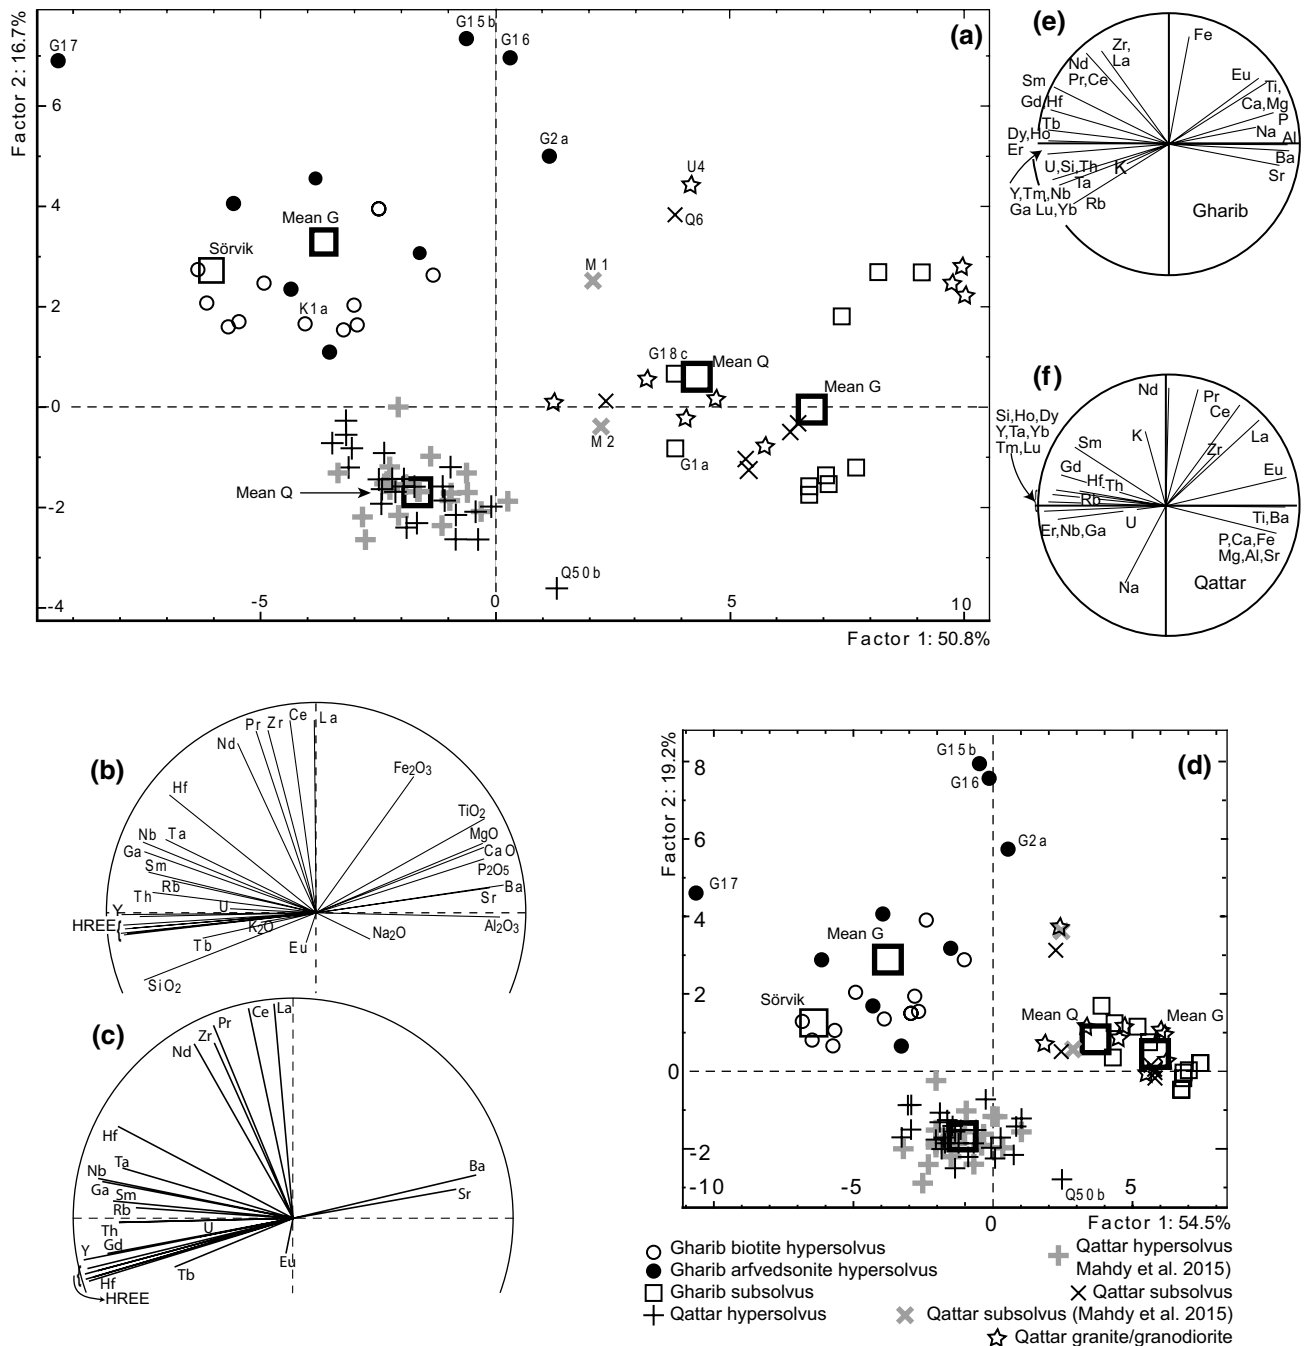 (a)
Factor 2: 16.7%
G17
G15b
G16
G2a
U4
Q6
Mean G
Sörvik
M 1
K1a
G18c
Mean Q
Mean G
M 2
G1a
Mean Q
Q50b
6
4
2
0
-2
-4
-5
0
5
10
Factor 1: 50.8%
(e)
Fe
Zr,
La
Nd
Pr,Ce
Sm
Gd,Hf
Tb
Dy,Ho
Er
Eu
Ti,
Ca,Mg
P
Na
Al
Ba
Sr
U,Si,Th
K
Ta
Y,Tm,Nb
Ga Lu,Yb
Rb
Gharib
(f)
Nd
Pr
Ce
Si,Ho,Dy
Y,Ta,Yb
Tm,Lu
K
Sm
Zr
La
Gd
Hf
Th
Eu
Rb
Er,Nb,Ga
U
Ti,Ba
P,Ca,Fe
Mg,Al,Sr
Na
Qattar
(b)
Pr
Zr
Ce
La
Nd
Fe2O3
Hf
TiO2
Nb
Ta
MgO
Ga
CaO
Sm
P2O5
Rb
Ba
Th
Sr
Y
U
HREE
K2O
Al2O3
Tb
Eu
Na2O
SiO2
(c)
Pr
Ce
La
Zr
Nd
Hf
Ta
Nb
Ba
Ga
Sm
Sr
Rb
Th
U
Y
Gd
Eu
Hf
Tb
HREE
(d)
Factor 2: 19.2%
G15b
G16
G2a
G17
Mean G
Sörvik
Mean Q
Mean G
Q50b
8
6
4
2
0
-2
-10
-5
0
5
Factor 1: 54.5%
Gharib biotite hypersolvus
Gharib arfvedsonite hypersolvus
Gharib subsolvus
Qattar hypersolvus
Qattar hypersolvus
Mahdy et al. 2015)
Qattar subsolvus
Qattar subsolvus (Mahdy et al. 2015)
Qattar granite/granodiorite